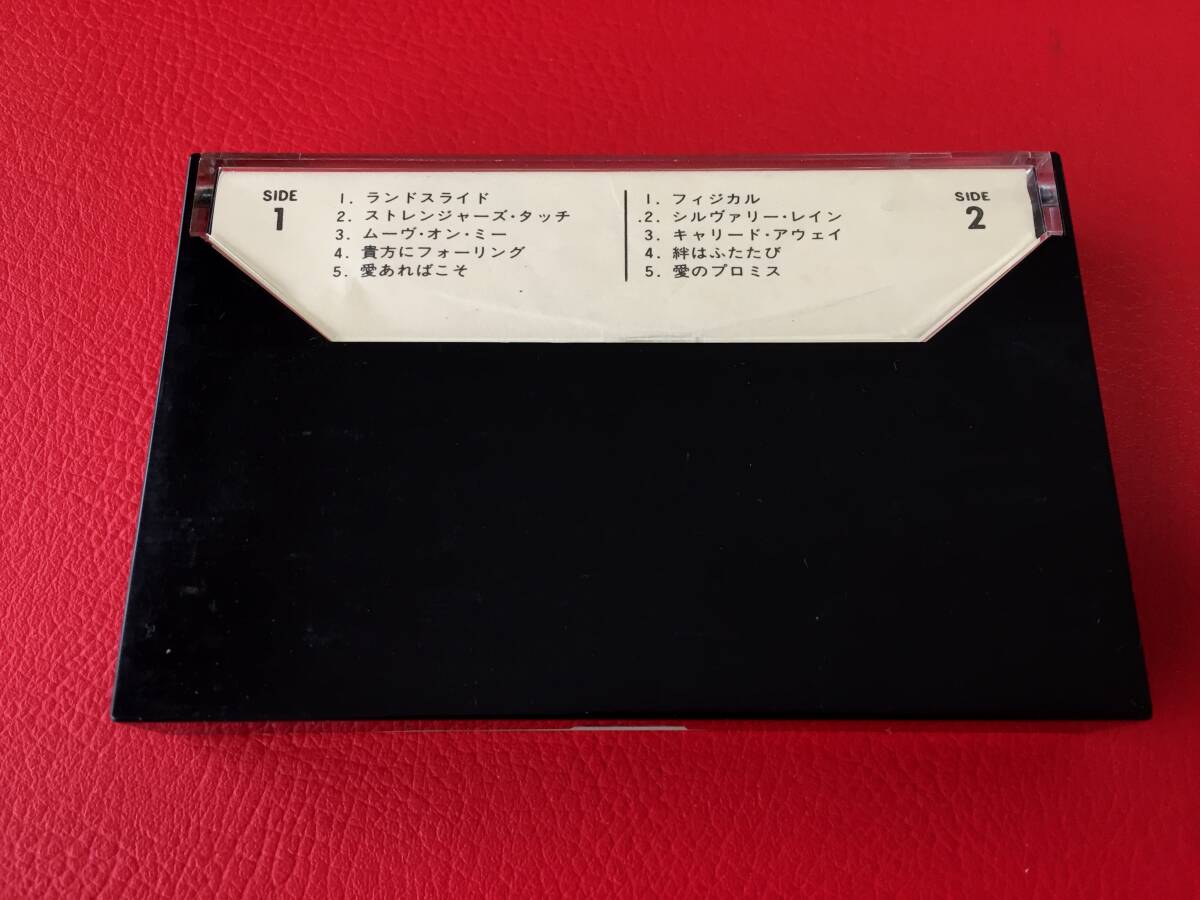 SIDE
1
1. ランドスライド
2. ストレンジャーズ・タッチ
3. ムーヴ・オン・ミー
4. 貴方にフォーリング
5. 愛あればこそ
1. フィジカル
2. シルヴァリー・レイン
3. キャリード・アウェイ
4. 絆はふたたび
5. 愛のプロミス
SIDE
2